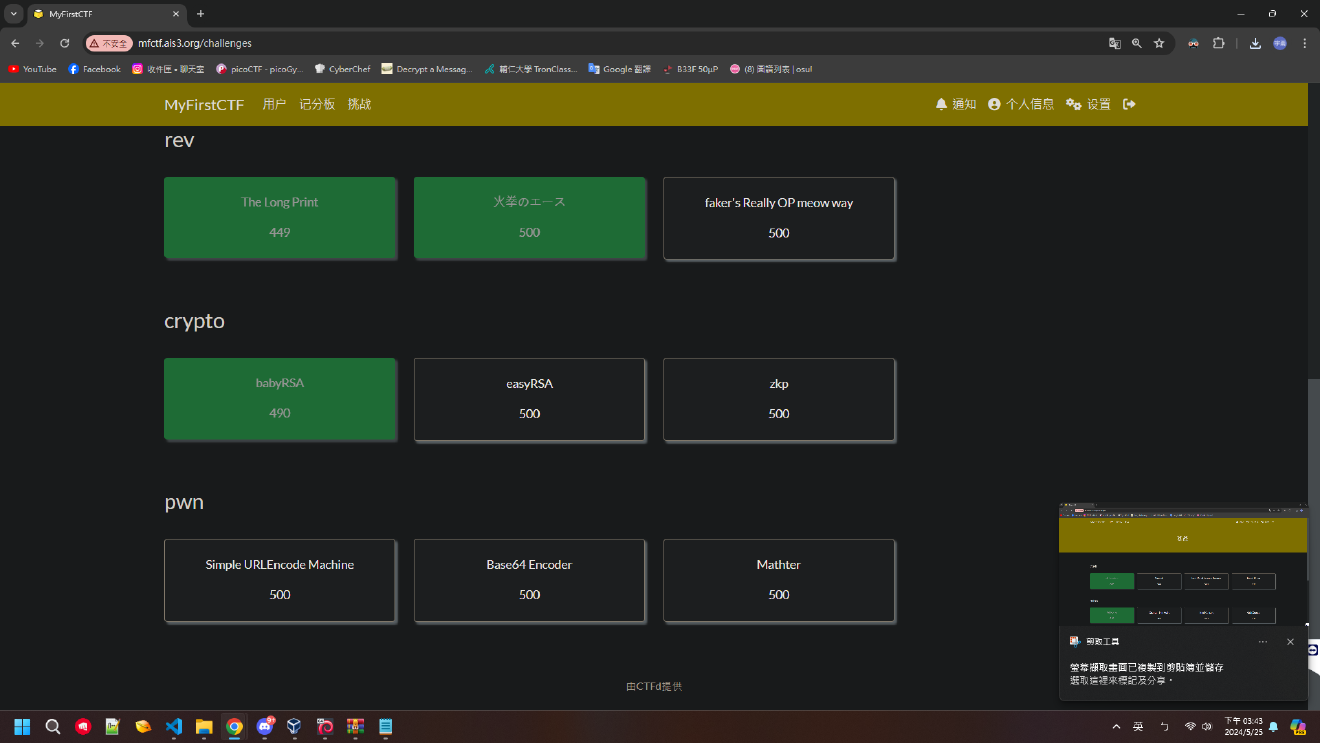 MyFirstCTF
不安全
mfctf.ais3.org/challenges
YouTube
Facebook
收件匣 • 聊天室
picoCTF - picoGy...
CyberChef
Decrypt a Messag...
輔仁大學 TronClass...
Google 翻譯
B33F 50µP
(8) 圖譜列表 | osu!
MyFirstCTF
用户
记分板
挑战
通知
个人信息
设置
rev
The Long Print
449
火拳のエース
500
faker's Really OP meow way
500
crypto
babyRSA
490
easyRSA
500
zkp
500
pwn
Simple URLEncode Machine
500
Base64 Encoder
500
Mathter
500
由CTFd提供
剪取工具
螢幕擷取畫面已複製到剪貼簿並儲存
選取這裡來標記及分享。
英
ㄅ
下午 03:43
2024/5/25